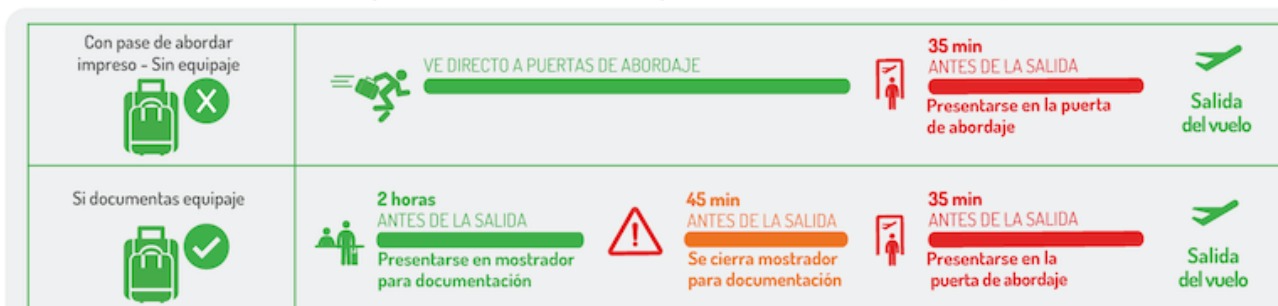 Con pase de abordar
impreso - Sin equipaje
VE DIRECTO A PUERTAS DE ABORDAJE
35 min
ANTES DE LA SALIDA
Presentarse en la puerta
de abordaje
Salida
del vuelo
Si documentas equipaje
2 horas
ANTES DE LA SALIDA
Presentarse en mostrador
para documentación
45 min
ANTES DE LA SALIDA
Se cierra mostrador
para documentación
35 min
ANTES DE LA SALIDA
Presentarse en la
puerta de abordaje
Salida
del vuelo